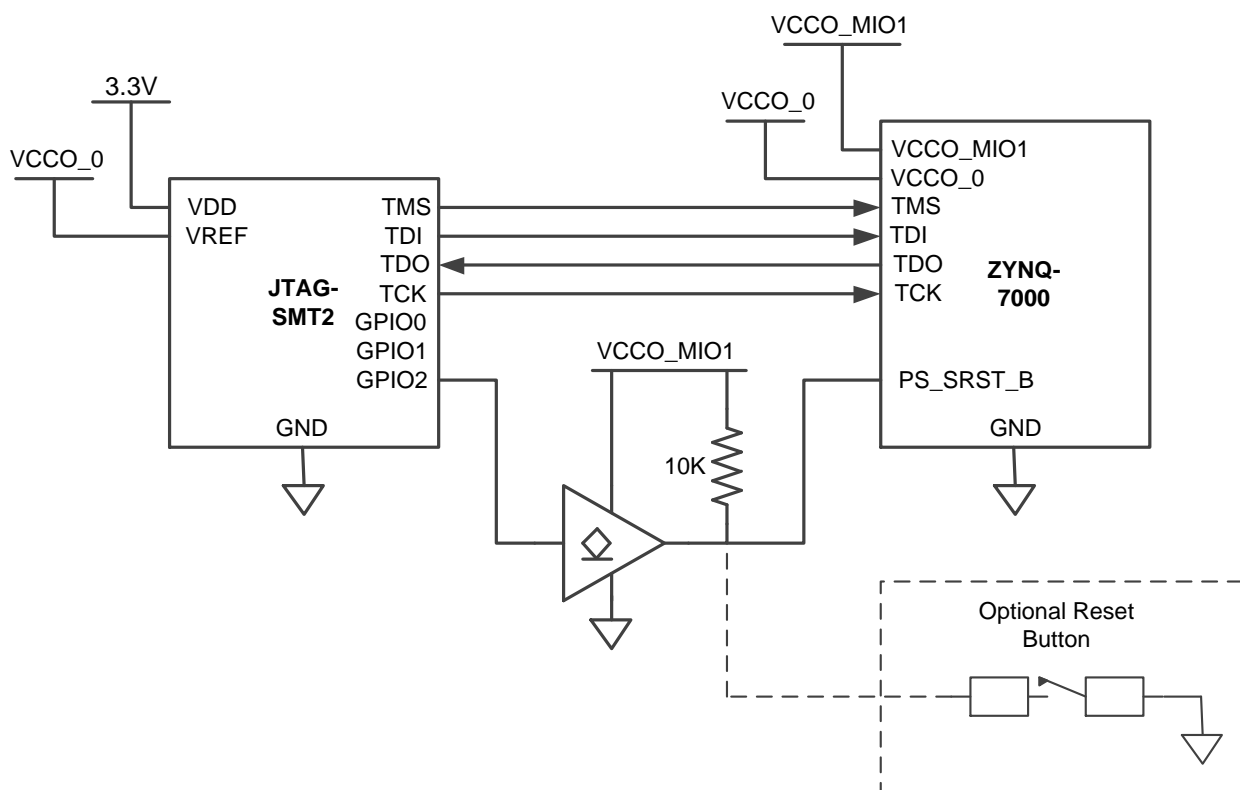 VCCO_MIO1
3.3V
VCCO_0
VCCO_0
VDD
VREF
JTAG-
SMT2
TMS
TDI
TDO
TCK
GPIO0
GPIO1
GPIO2
GND
VCCO_MIO1
VCCO_0
TMS
TDI
TDO
TCK
ZYNQ-
7000
PS_SRST_B
GND
VCCO_MIO1
10K
Optional Reset
Button